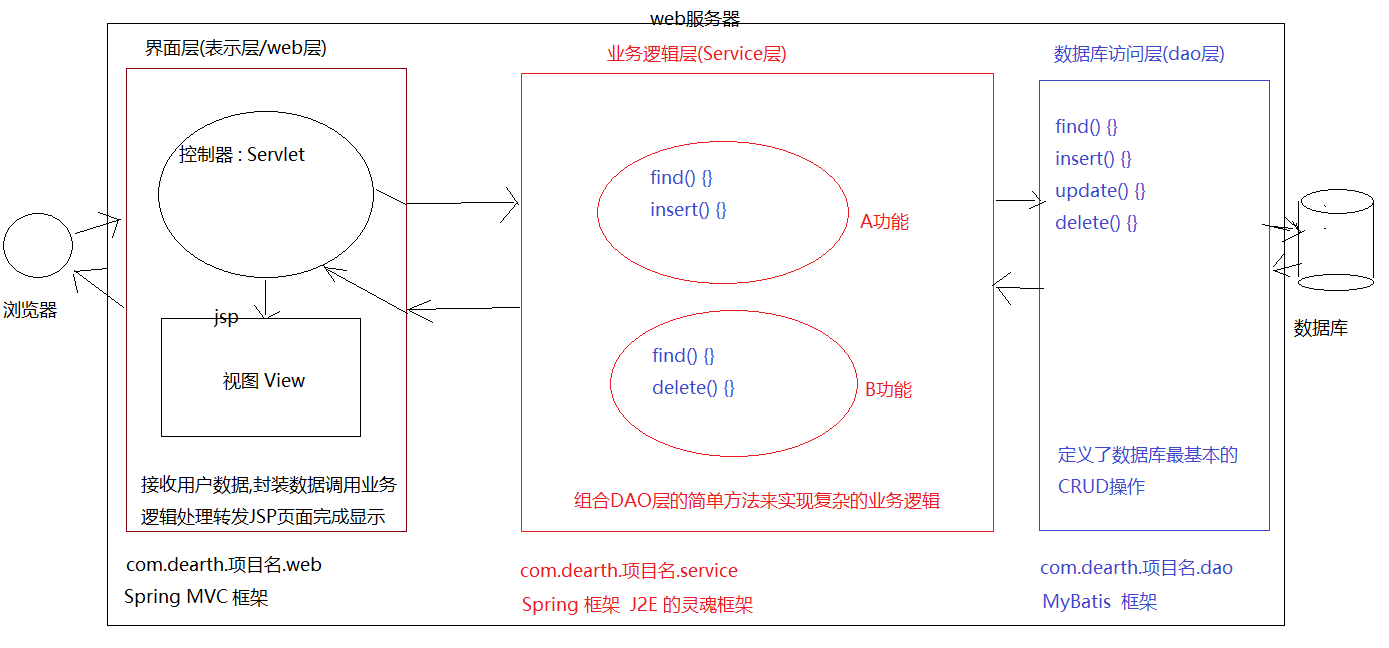 web服务器
界面层(表示层/web层)
控制器 : Servlet
jsp
视图 View
接收用户数据,封装数据调用业务
逻辑处理转发JSP页面完成显示
com.dearth.项目名.web
Spring MVC 框架
浏览器
业务逻辑层(Service层)
find() {}
insert() {}
A功能
find() {}
delete() {}
B功能
组合DAO层的简单方法来实现复杂的业务逻辑
com.dearth.项目名.service
Spring 框架 J2E 的灵魂框架
数据库访问层(dao层)
find() {}
insert() {}
update() {}
delete() {}
定义了数据库最基本的
CRUD操作
com.dearth.项目名.dao
MyBatis 框架
数据库